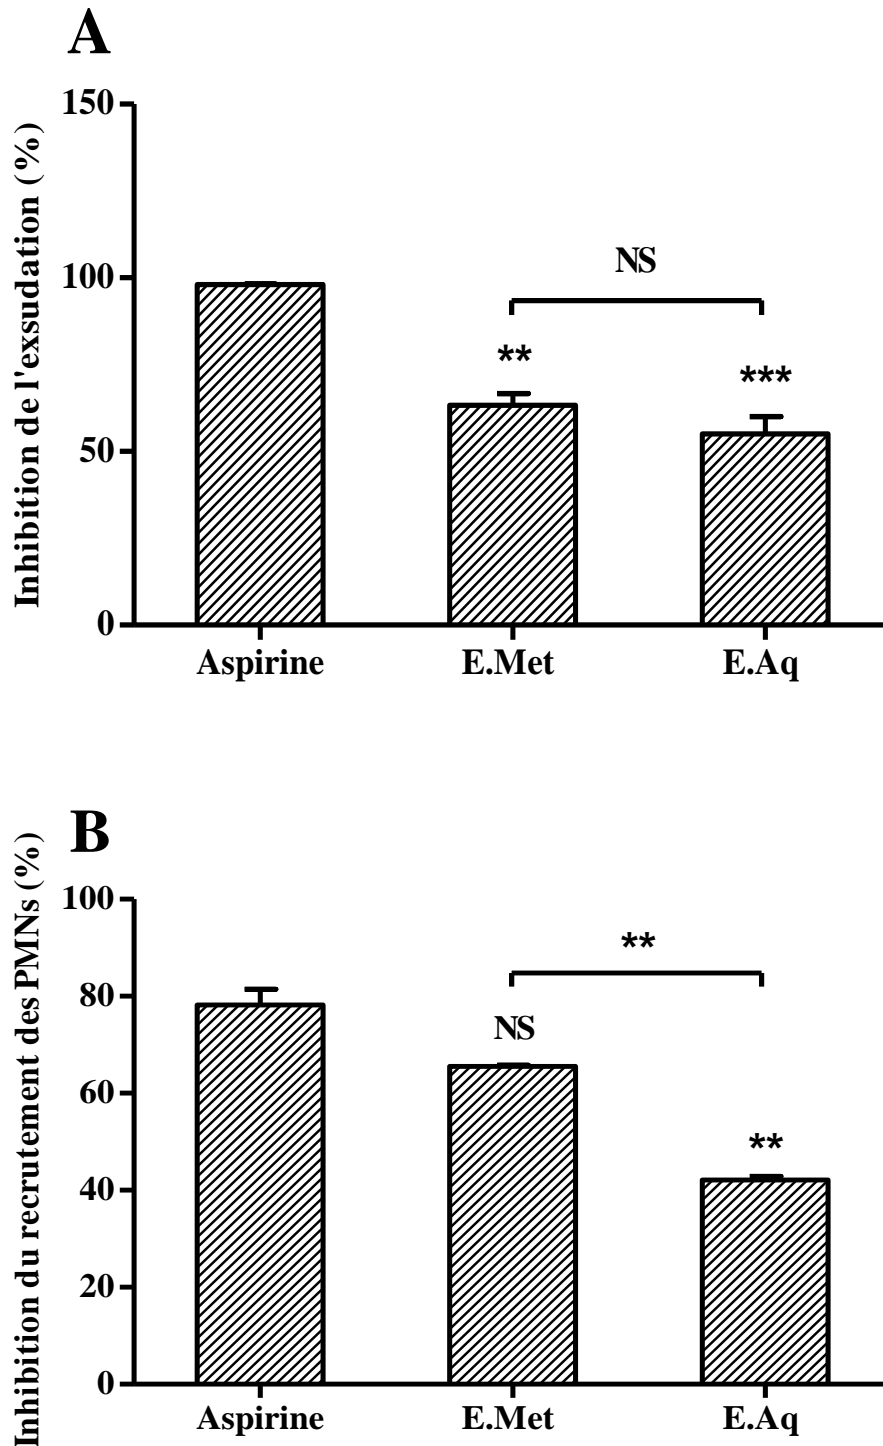 A
Inhibition de l'exsudation (%)
150
100
50
0
NS
**
***
Aspirine E.Met E.Aq
B
Inhibition du recrutement des PMNs (%)
100
80
60
40
20
0
**
NS
**
Aspirine E.Met E.Aq